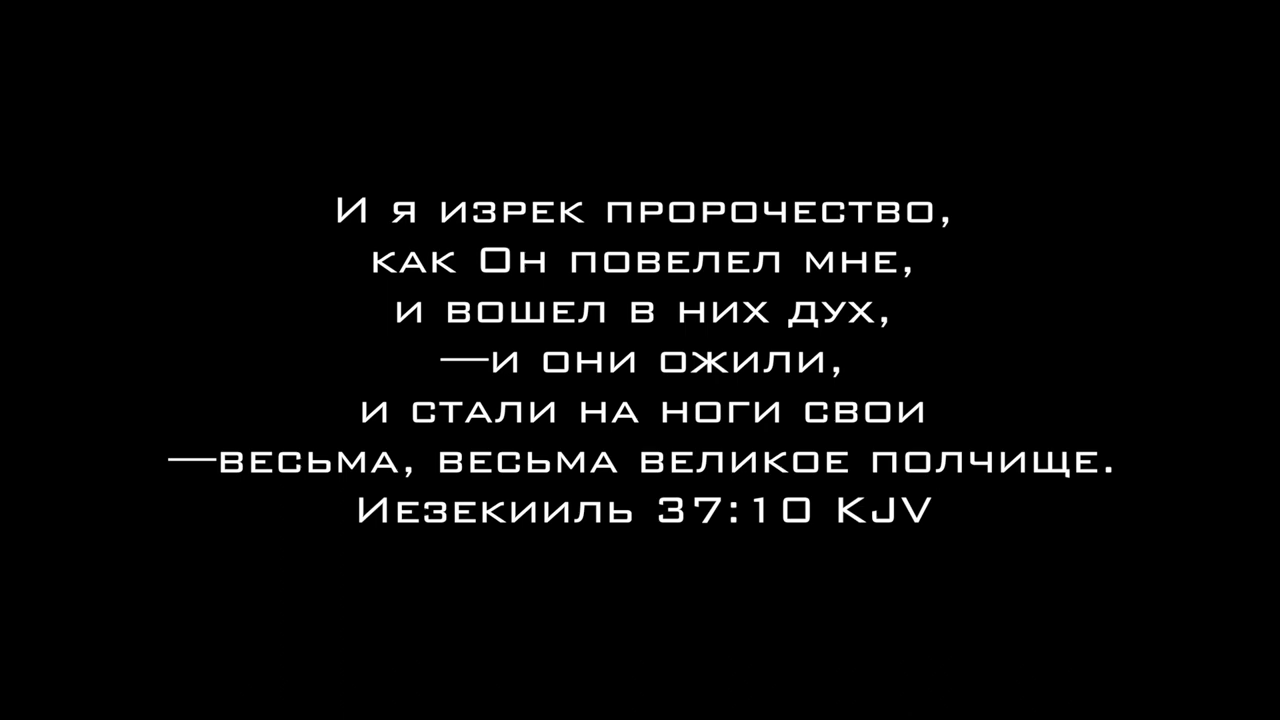 И я изрек пророчество,
как Он повелел мне,
и вошел в них дух,
—и они ожили,
и стали на ноги свои
—весьма, весьма великое полчище.
Иезекииль 37:10 KJV